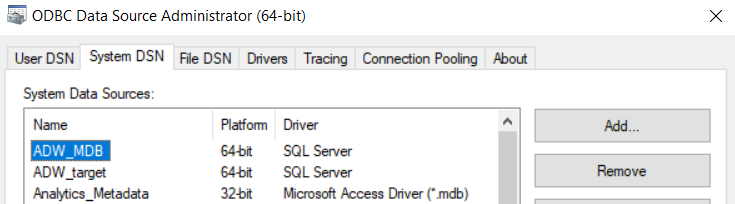 ODBC Data Source Administrator (64-bit)
User DSN System DSN File DSN Drivers Tracing Connection Pooling About
System Data Sources:
Name Platform Driver Add...
ADW_MDB 64-bit SQL Server
ADW_target 64-bit SQL Server Remove
Analytics_Metadata 32-bit Microsoft Access Driver (*.mdb)